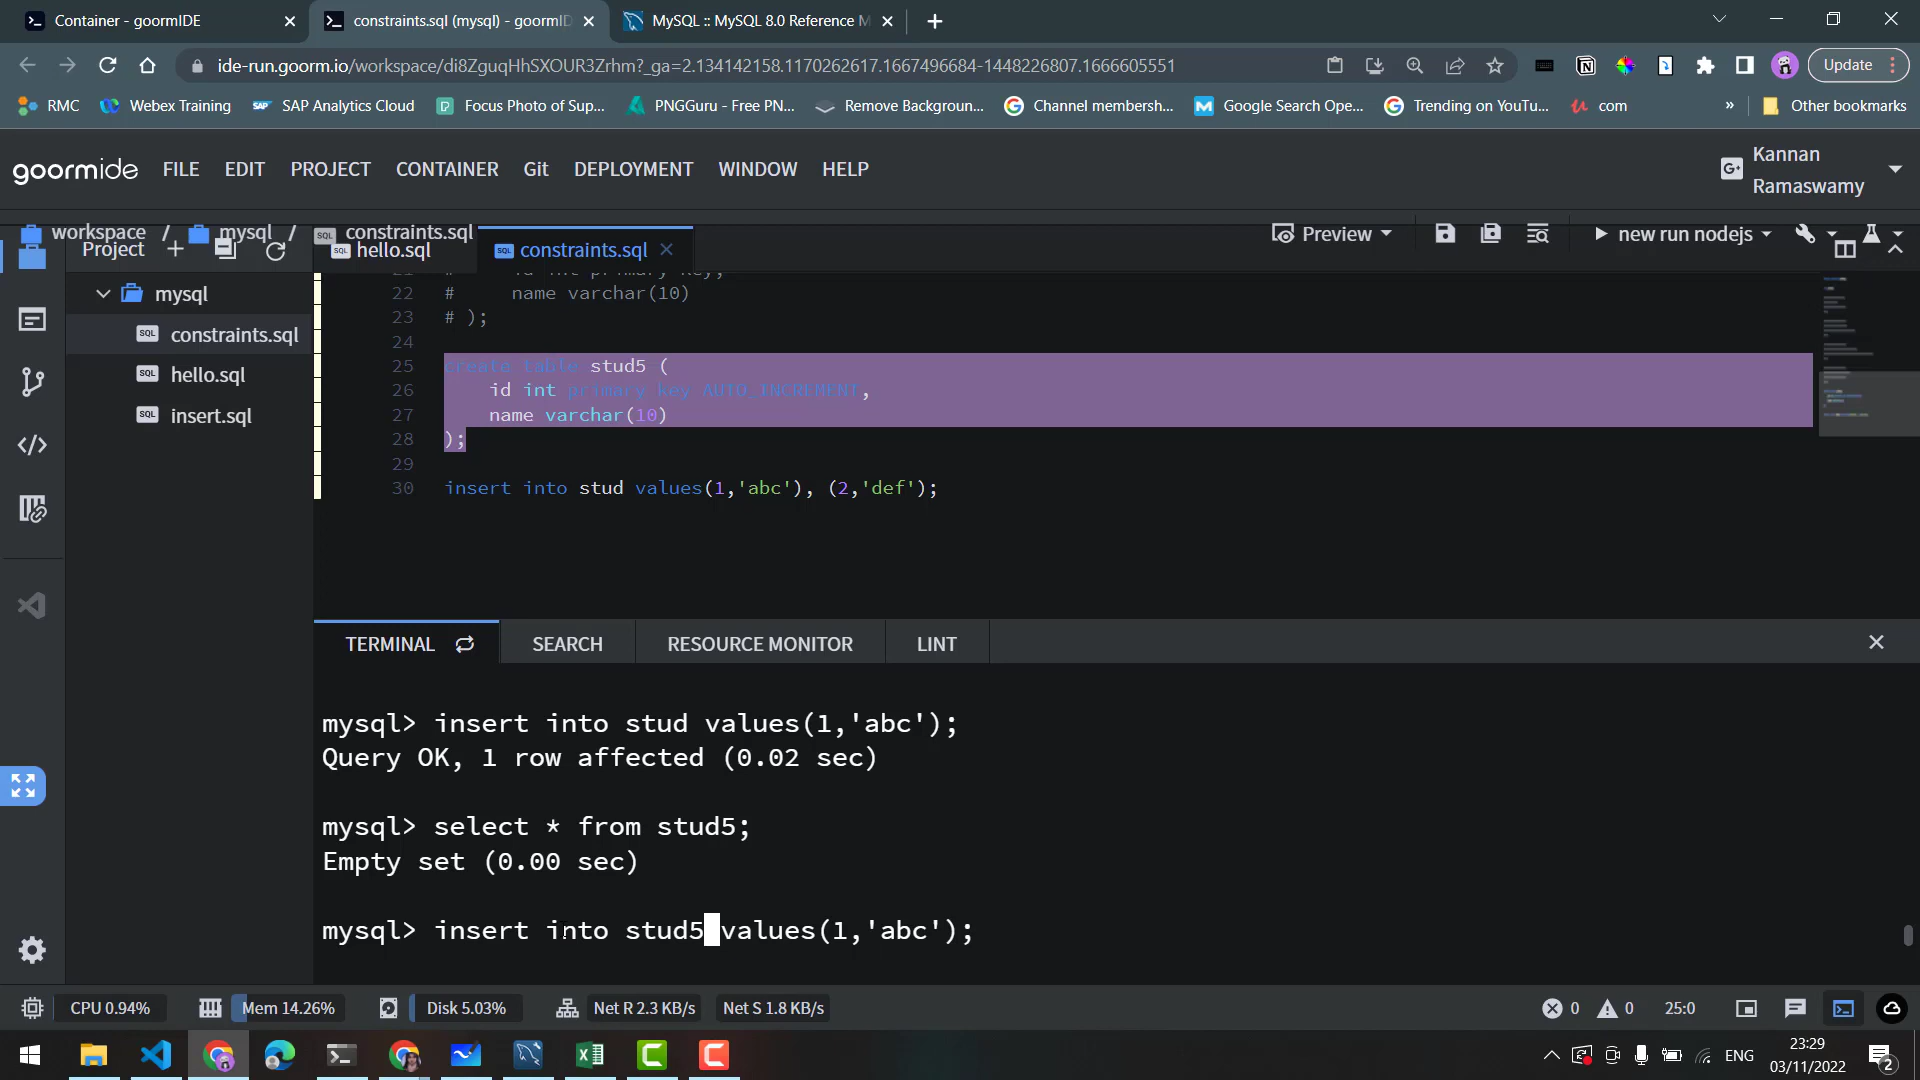 Container - goormIDE
constraints.sql (mysql) - goormID
MySQL :: MySQL 8.0 Reference M
ide-run.goorm.io/workspace/di8ZguqHhSXOUR3Zrhm?_ga=2.134142158.1170262617.1667496684-1448226807.1666605551
Update
RMC
Webex Training
SAP Analytics Cloud
Focus Photo of Sup...
PNGGuru - Free PN...
Remove Backgroun...
Channel membersh...
Google Search Ope...
Trending on YouTu...
com
»
Other bookmarks
goormide
FILE
EDIT
PROJECT
CONTAINER
Git
DEPLOYMENT
WINDOW
HELP
Kannan
Ramaswamy
workspace / mysql / constraints.sql
Preview
new run nodejs
Project
hello.sql
constraints.sql
mysql
constraints.sql
hello.sql
insert.sql
21 # id int primary key,
22 # name varchar(10)
23 # );
24
25 create table stud5 (
26 id int primary key AUTO_INCREMENT,
27 name varchar(10)
28 );
29
30 insert into stud values(1,'abc'), (2,'def');
TERMINAL
SEARCH
RESOURCE MONITOR
LINT
mysql> insert into stud values(1,'abc');
Query OK, 1 row affected (0.02 sec)
mysql> select * from stud5;
Empty set (0.00 sec)
mysql> insert into stud5 values(1,'abc');
CPU 0.94%
Mem 14.26%
Disk 5.03%
Net R 2.3 KB/s
Net S 1.8 KB/s
0
0
25:0
ENG
23:29
03/11/2022
2